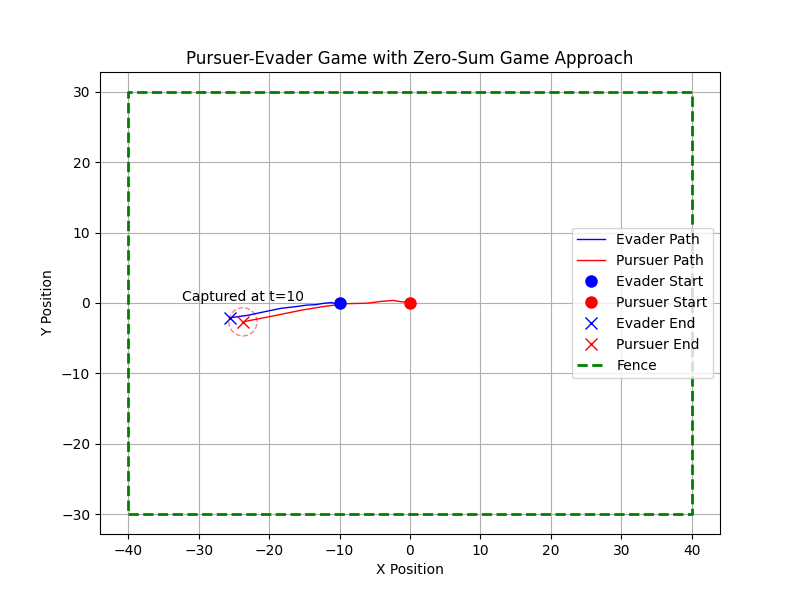 Pursuer-Evader Game with Zero-Sum Game Approach
Y Position
30
20
10
0
−10
−20
−30
Captured at t=10
Evader Path
Pursuer Path
Evader Start
Pursuer Start
Evader End
Pursuer End
Fence
−40
−30
−20
−10
0
10
20
30
40
X Position